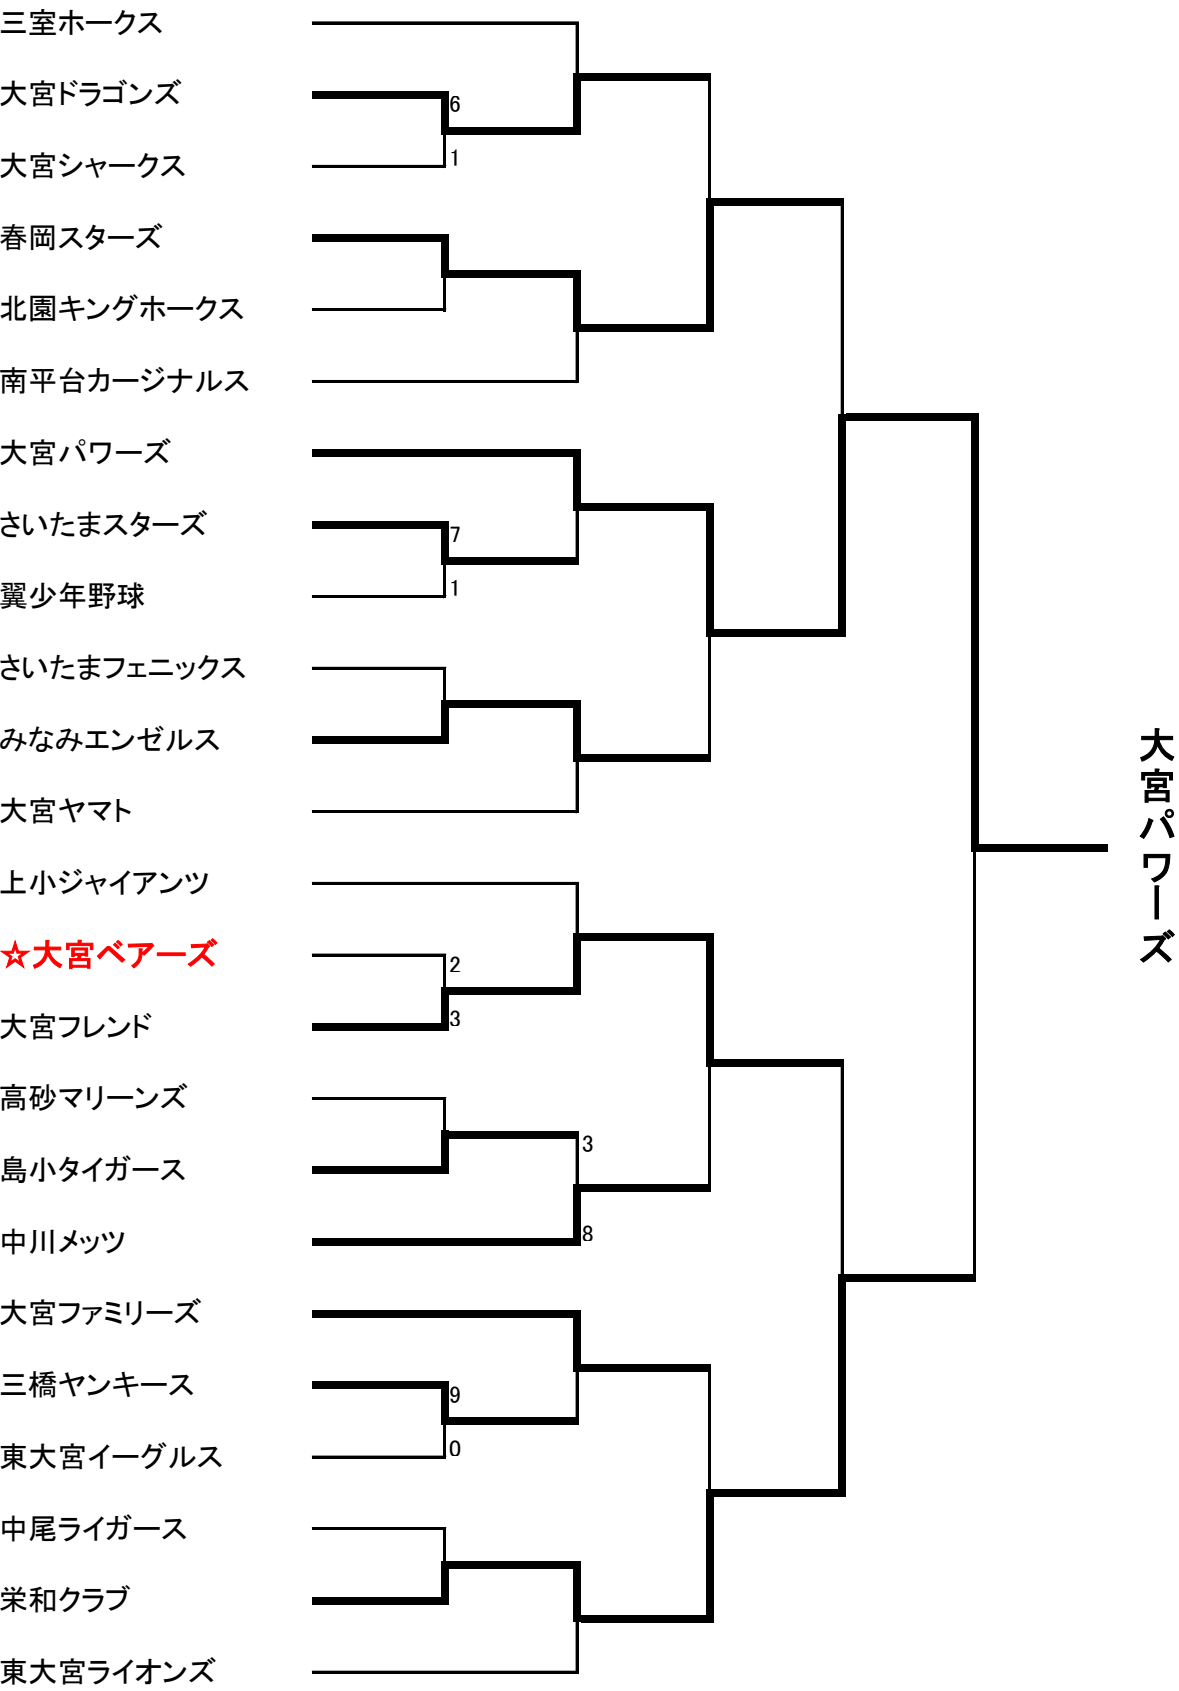 三室ホークス
大宮ドラゴンズ
6
大宮シャークス
1
春岡スターズ
北園キングホークス
南平台カージナルス
大宮パワーズ
さいたまスターズ
7
翼少年野球
1
さいたまフェニックス
みなみエンゼルス
大宮ヤマト
上小ジャイアンツ
☆大宮ベアーズ
2
大宮フレンド
3
高砂マリーンズ
島小タイガース
3
中川メッツ
8
大宮ファミリーズ
三橋ヤンキース
9
東大宮イーグルス
0
中尾ライガース
栄和クラブ
東大宮ライオンズ
大宮パワーズ